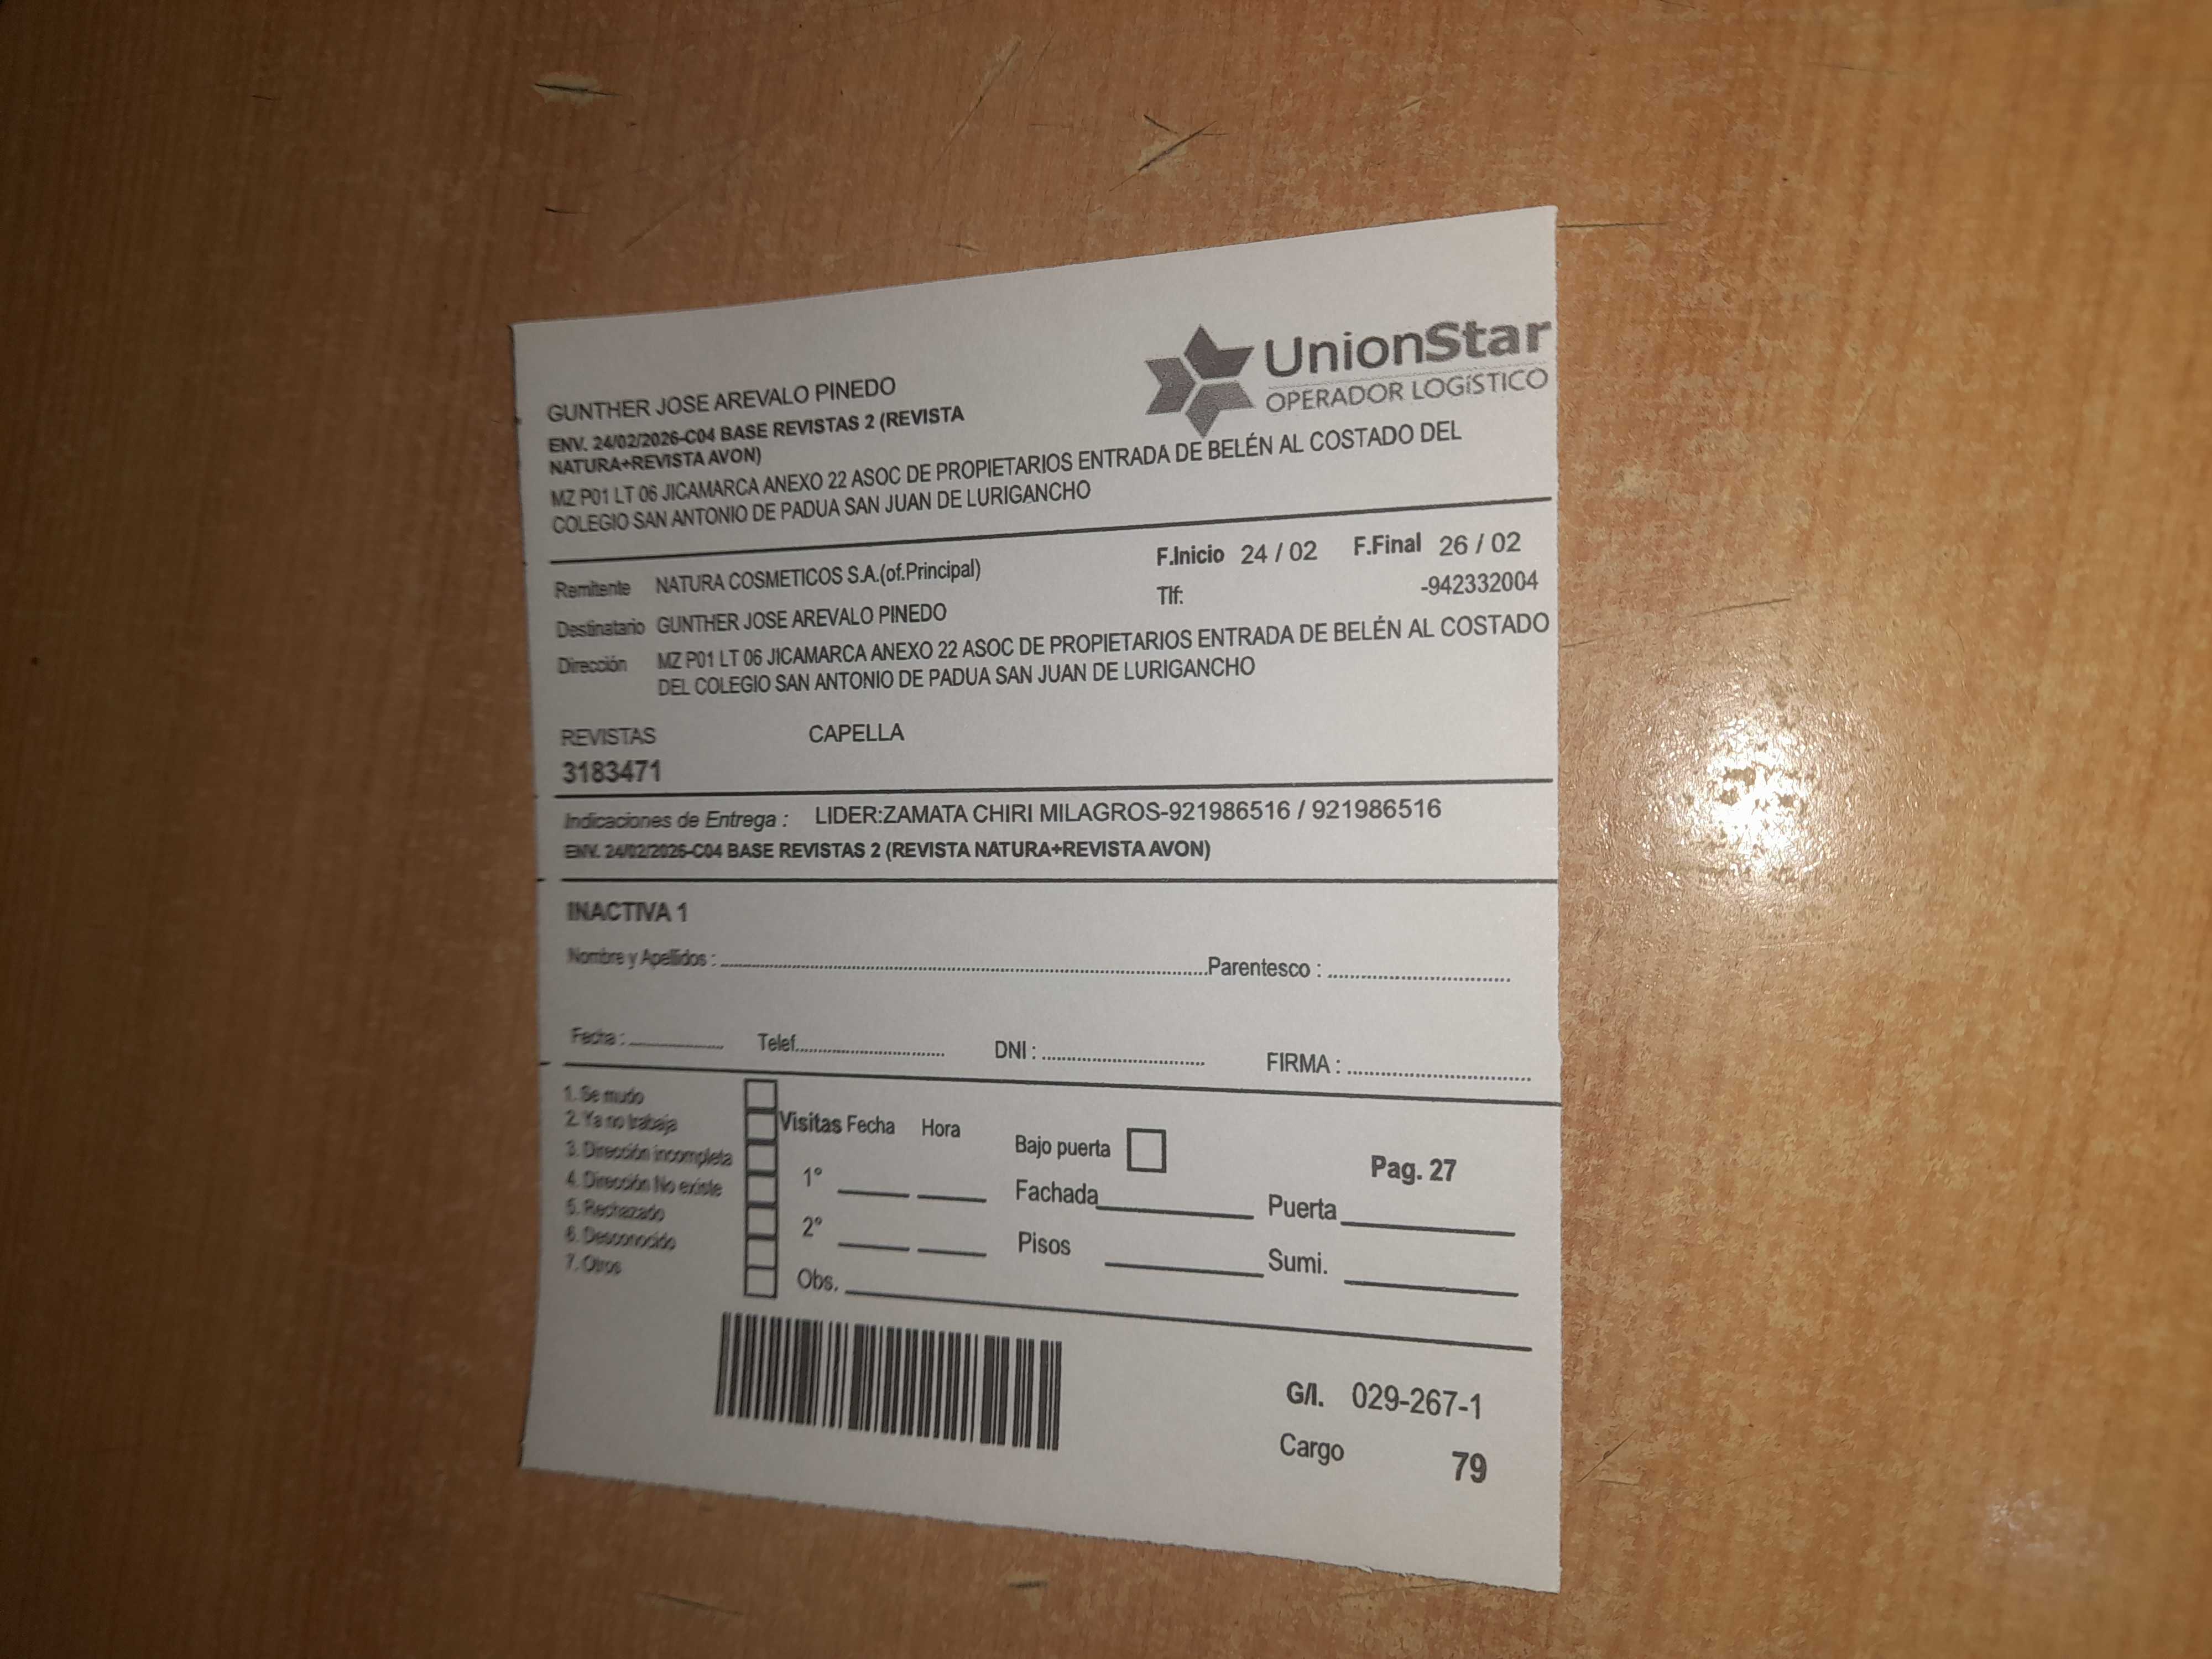 UnionStar
OPERADOR LOGÍSTICO
GUNTHER JOSE AREVALO PINEDO
ENV. 24/02/2026-C04 BASE REVISTAS 2 (REVISTA
NATURA+REVISTA AVON)
MZ P01 LT 06 JICAMARCA ANEXO 22 ASOC DE PROPIETARIOS ENTRADA DE BELÉN AL COSTADO DEL
COLEGIO SAN ANTONIO DE PADUA SAN JUAN DE LURIGANCHO
Remitente NATURA COSMETICOS S.A.(of.Principal) F.Inicio 24 / 02 F.Final 26 / 02
Tlf: -942332004
Destinatario GUNTHER JOSE AREVALO PINEDO
Dirección MZ P01 LT 06 JICAMARCA ANEXO 22 ASOC DE PROPIETARIOS ENTRADA DE BELÉN AL COSTADO
DEL COLEGIO SAN ANTONIO DE PADUA SAN JUAN DE LURIGANCHO
REVISTAS CAPELLA
3183471
Indicaciones de Entrega : LIDER:ZAMATA CHIRI MILAGROS-921986516 / 921986516
ENV. 24/02/2026-C04 BASE REVISTAS 2 (REVISTA NATURA+REVISTA AVON)
INACTIVA 1
Nombre y Apellidos : Parentesco :
Fecha : Telef. DNI : FIRMA :
1. Se mudo
2. Ya no trabaja
3. Dirección incompleta
4. Dirección No existe
5. Rechazado
6. Desconocido
7. Otros
Visitas Fecha Hora
1°
2°
Obs.
Bajo puerta
Fachada
Pisos
Pag. 27
Puerta
Sumi.
G/I. 029-267-1
Cargo 79